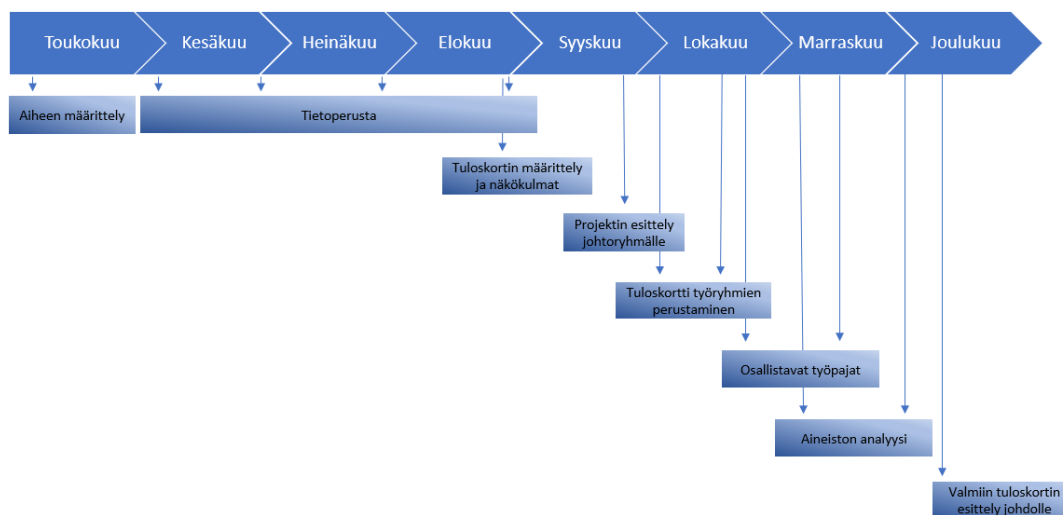 Toukokuu
Kesäkuu
Heinäkuu
Elokuu
Syyskuu
Lokakuu
Marraskuu
Joulukuu
Aiheen määrittely
Tietoperusta
Tuloskortin määrittely
ja näkökulmat
Projektin esittely
johtoryhmälle
Tuloskortti työryhmien
perustaminen
Osallistavat työpajat
Aineiston analyysi
Valmiin tuloskortin
esittely johdolle